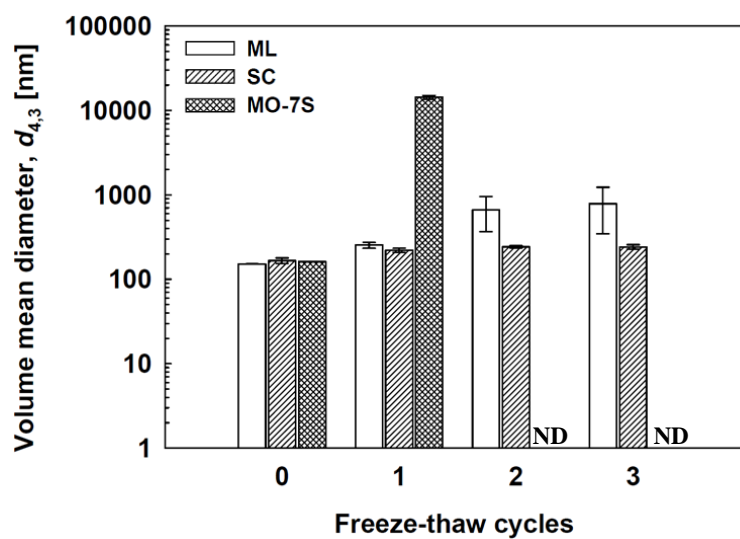 Volume mean diameter, d4,3 [nm]
100000
10000
1000
100
10
1
ML
SC
MO-7S
ND
ND
0 1 2 3
Freeze-thaw cycles